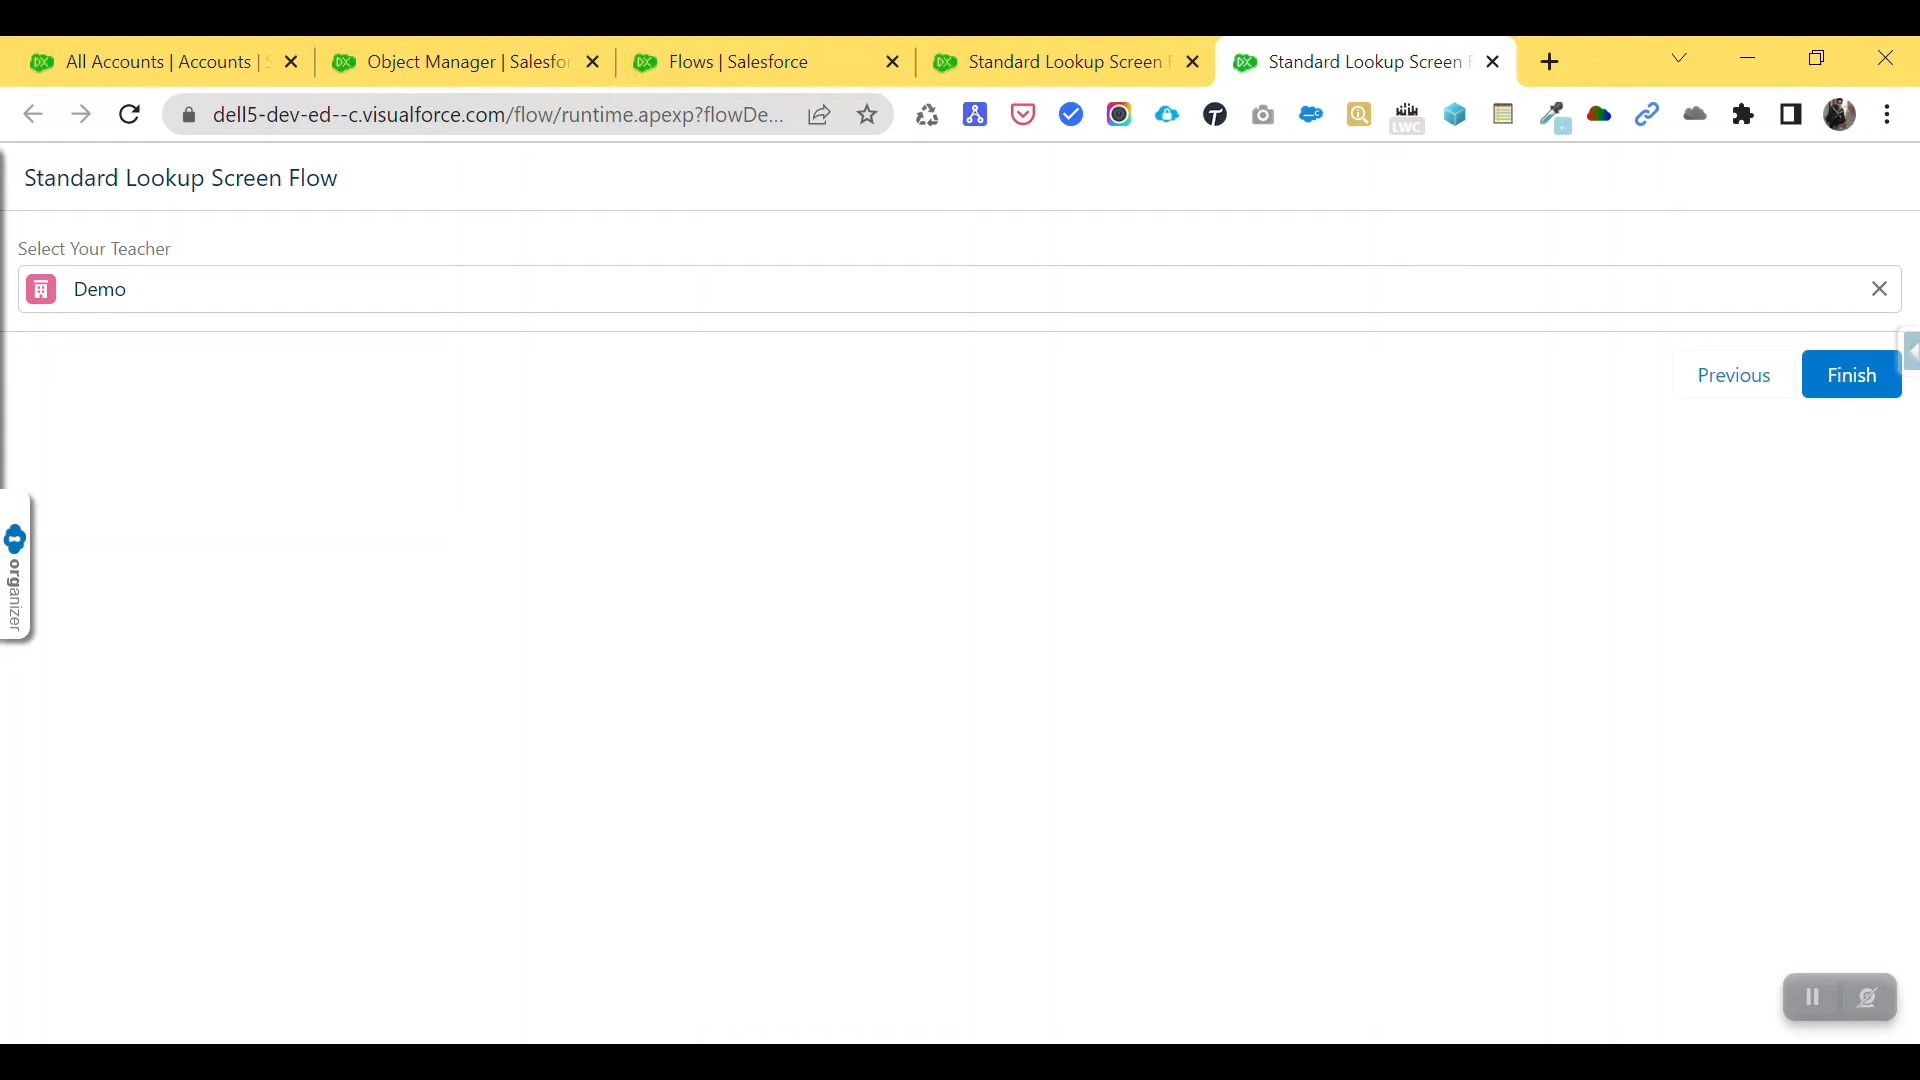 All Accounts | Accounts | S
Object Manager | Salesfor
Flows | Salesforce
Standard Lookup Screen F
Standard Lookup Screen F
dell5-dev-ed--c.visualforce.com/flow/runtime.apexp?flowDe...
LWC
Standard Lookup Screen Flow
Select Your Teacher
Demo
Previous
Finish
organizer